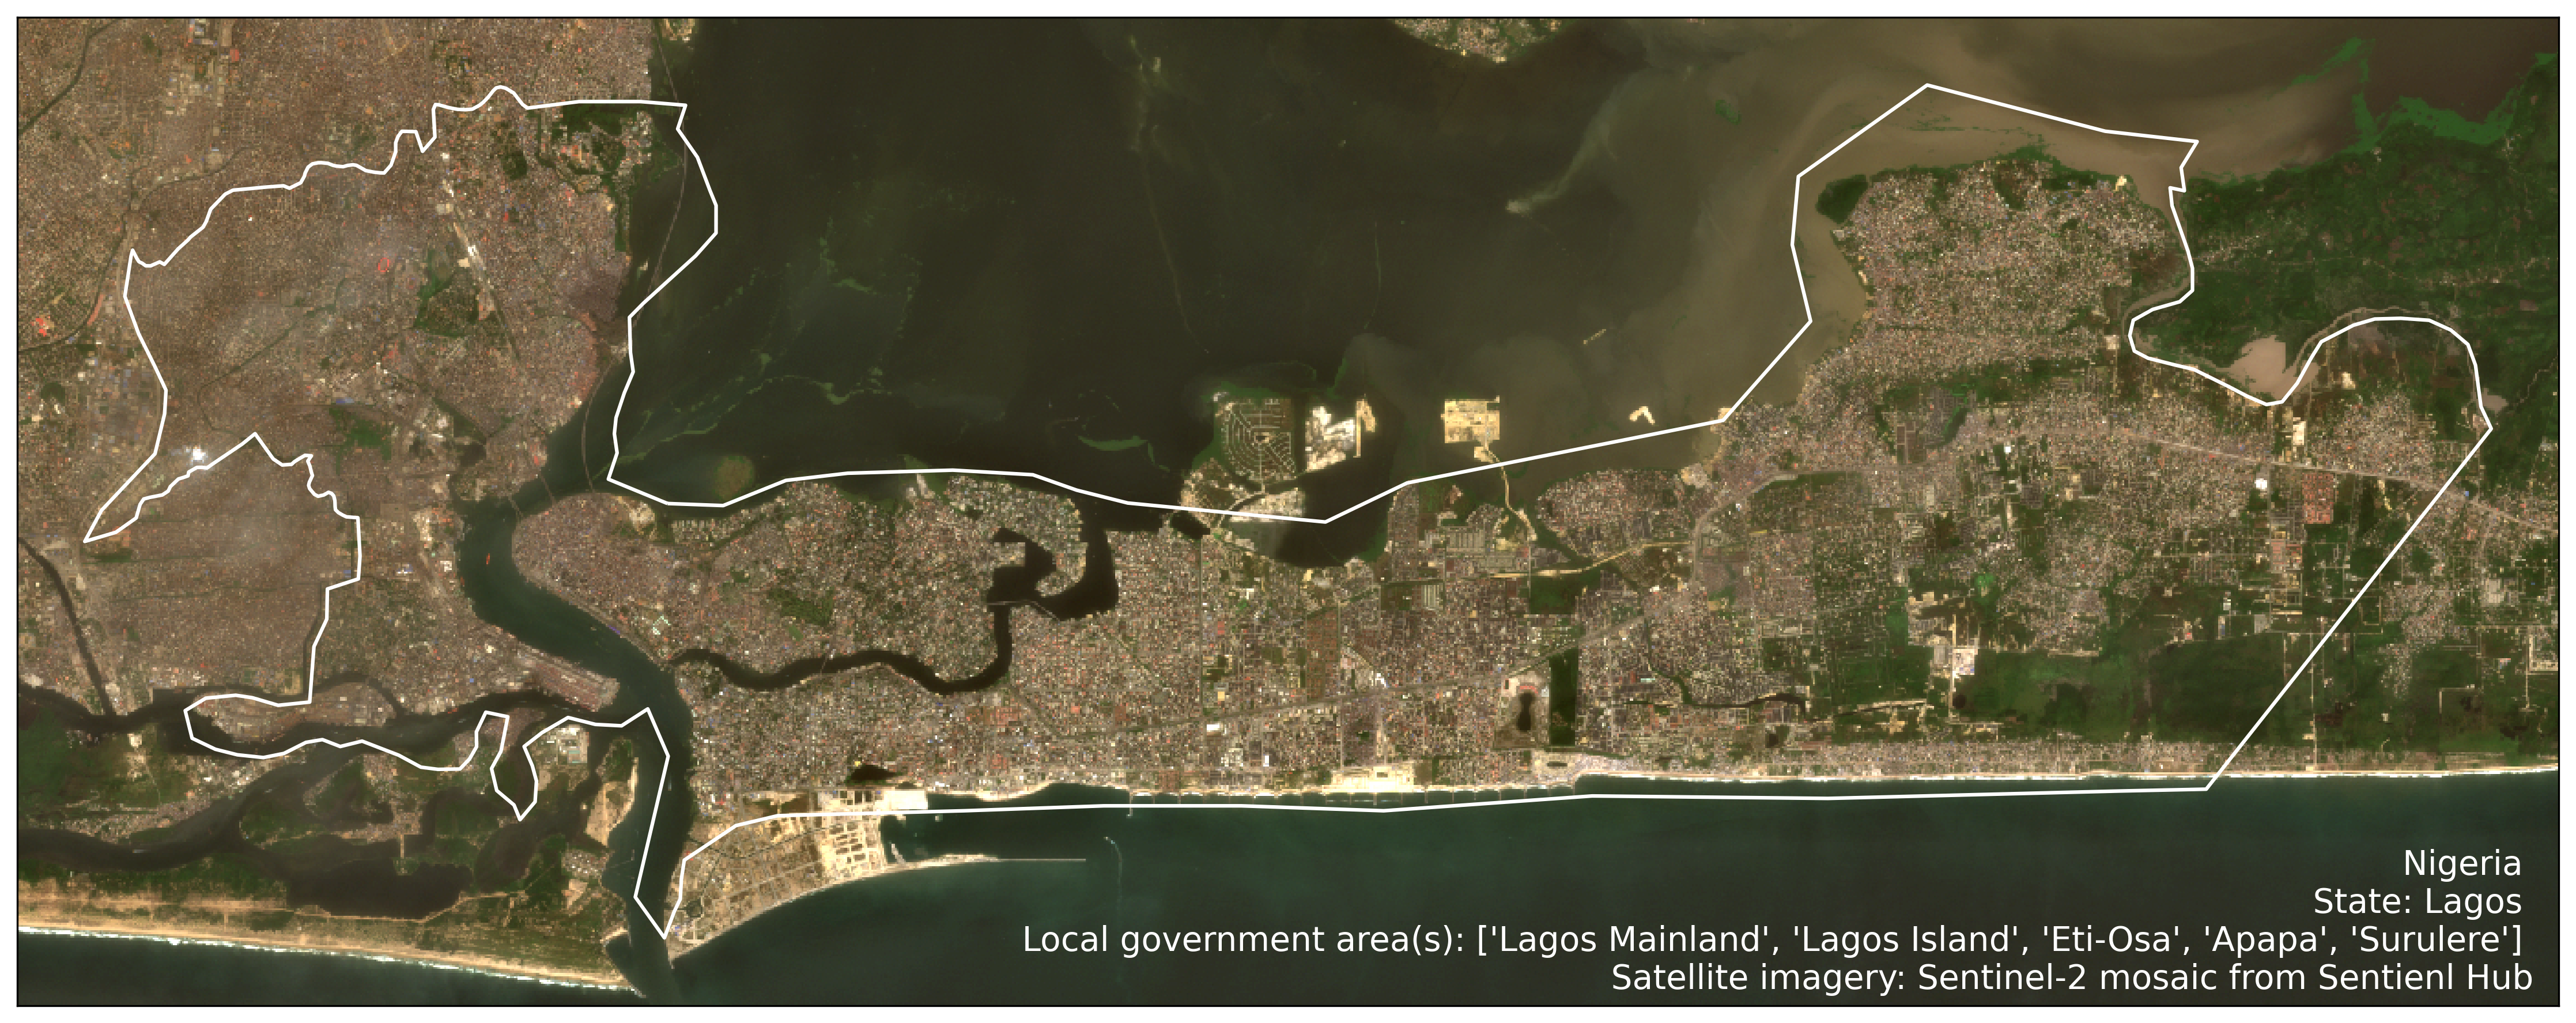 Nigeria
State: Lagos
Local government area(s): ['Lagos Mainland', 'Lagos Island', 'Eti-Osa', 'Apapa', 'Surulere']
Satellite imagery: Sentinel-2 mosaic from Sentienl Hub